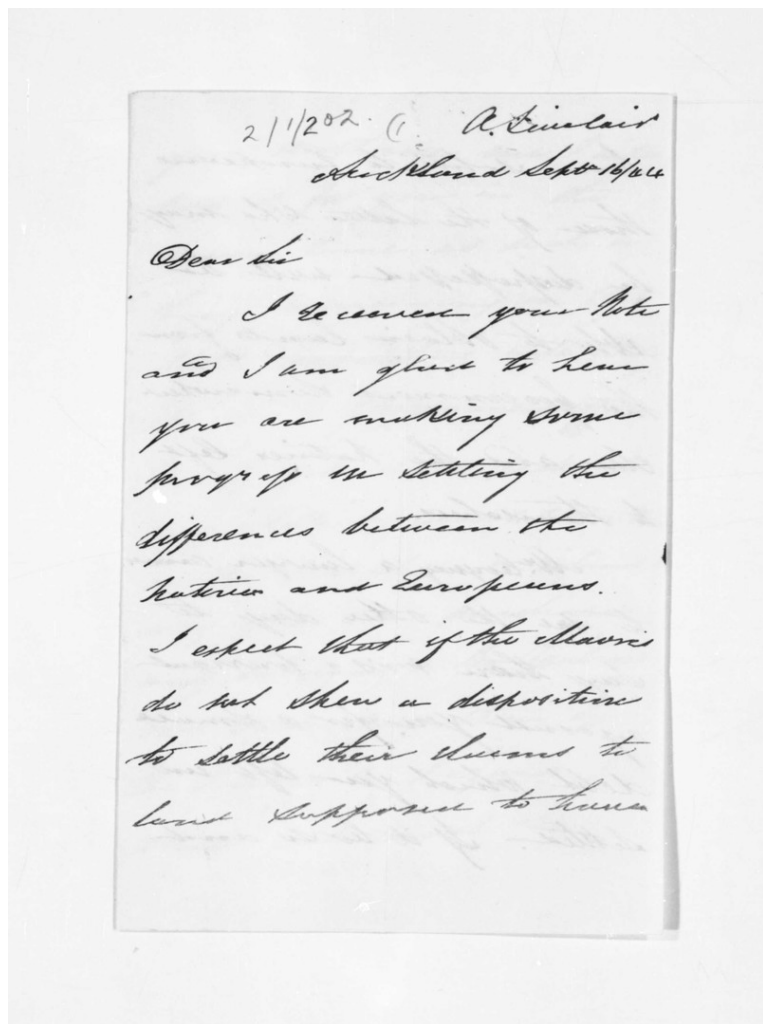 2/1/202. (1.
A. Sinclair
Auckland Septr 16/44
Dear Sir
I received your Note
and I am glad to hear
you are making some
progress in settling the
differences between the
natives and Europeans.
I expect that if the Maoris
do not shew a disposition
to settle their claims to
land supposed to have